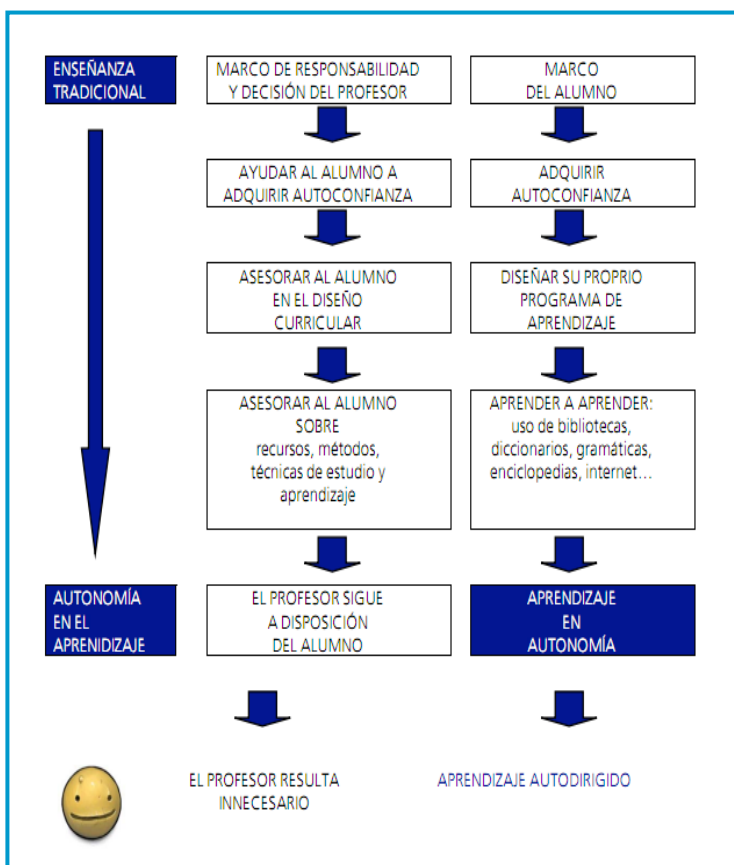 ENSEÑANZA
TRADICIONAL
MARCO DE RESPONSABILIDAD
Y DECISIÓN DEL PROFESOR
MARCO
DEL ALUMNO
AYUDAR AL ALUMNO A
ADQUIRIR AUTOCONFIANZA
ADQUIRIR
AUTOCONFIANZA
ASESORAR AL ALUMNO
EN EL DISEÑO
CURRICULAR
DISEÑAR SU PROPIO
PROGRAMA DE
APRENDIZAJE
ASESORAR AL ALUMNO
SOBRE
recursos, métodos,
técnicas de estudio y
aprendizaje
APRENDER A APRENDER:
uso de bibliotecas,
diccionarios, gramáticas,
enciclopedias, internet...
AUTONOMÍA
EN EL
APRENIDIZAJE
EL PROFESOR SIGUE
A DISPOSICIÓN
DEL ALUMNO
APRENDIZAJE
EN
AUTONOMÍA
EL PROFESOR RESULTA
INNECESARIO
APRENDIZAJE AUTODIRIGIDO